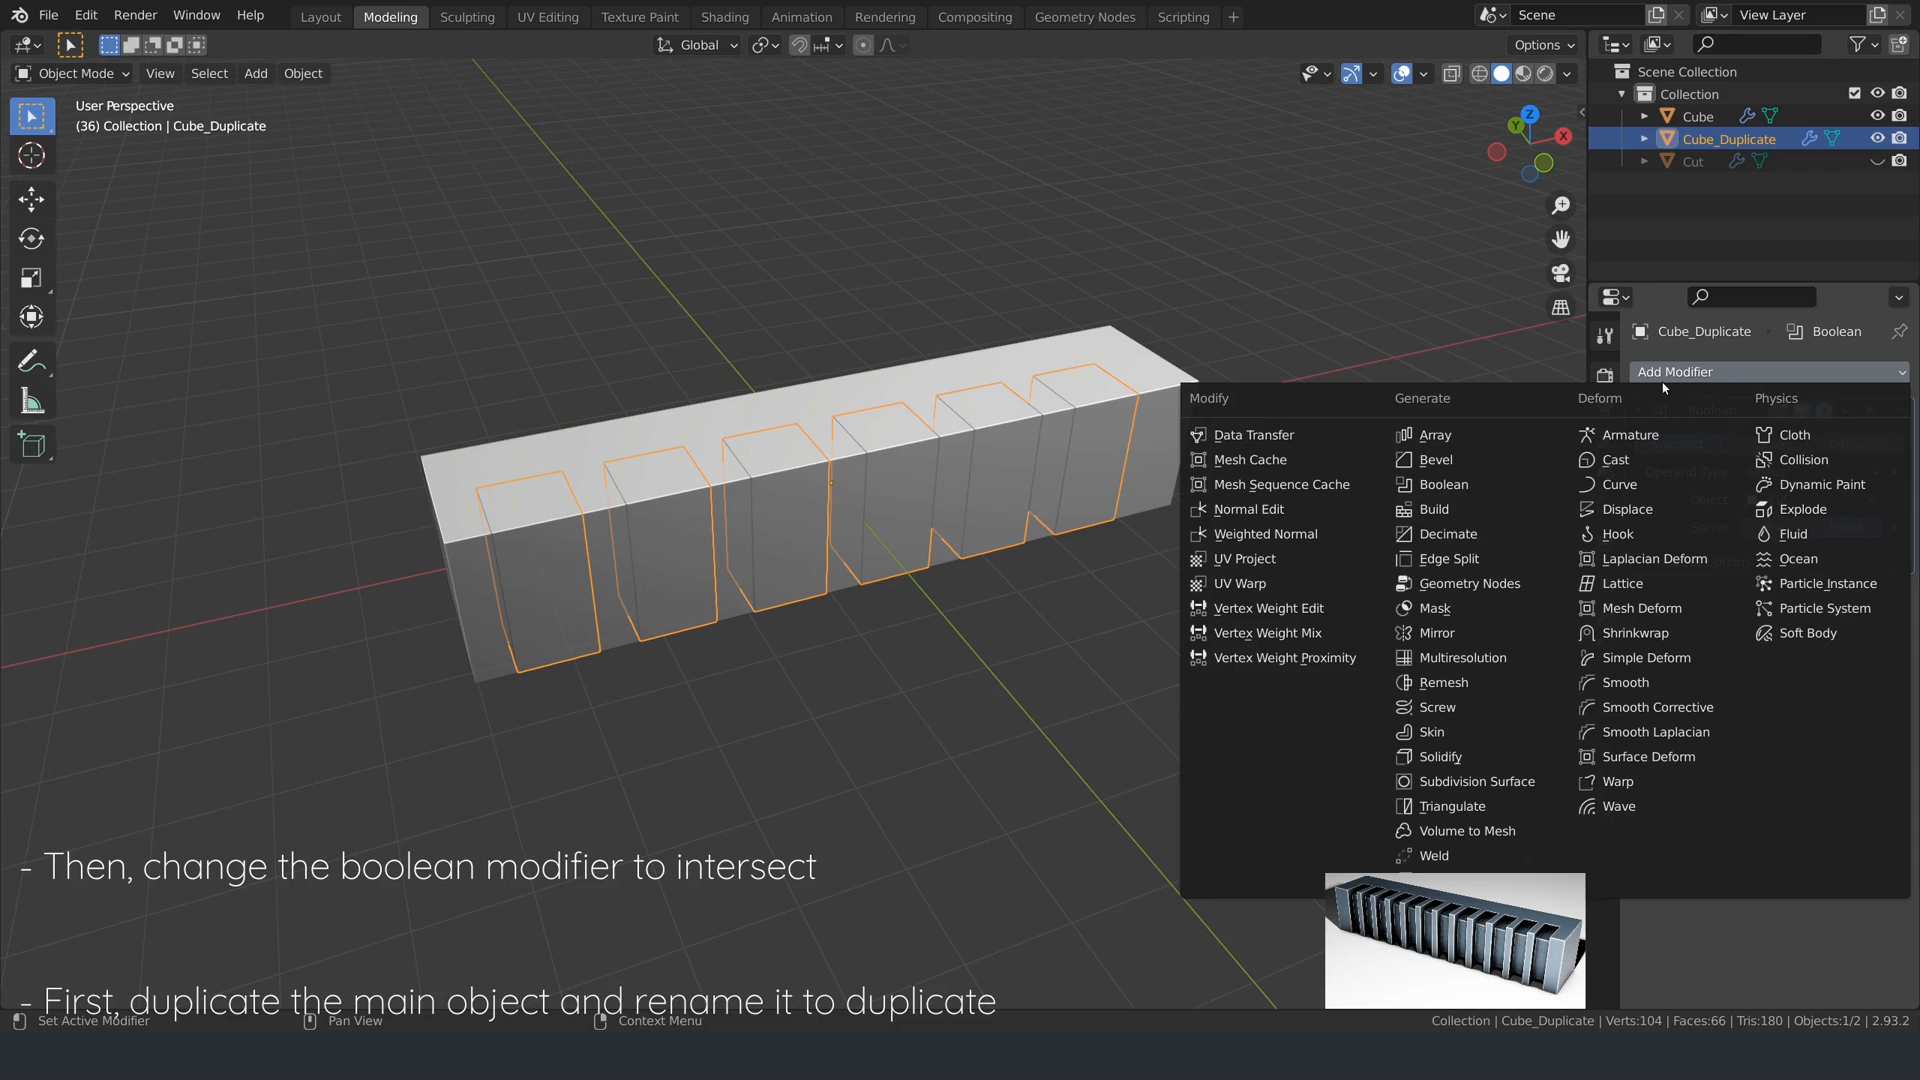 File Edit Render Window Help Layout Modeling Sculpting UV Editing Texture Paint Shading Animation Rendering Compositing Geometry Nodes Scripting + Scene View Layer
Global Options
Object Mode View Select Add Object
Scene Collection
Collection
Cube
Cube_Duplicate
Cut
User Perspective
(36) Collection | Cube_Duplicate
Z
Y
X
Cube_Duplicate Boolean
Add Modifier
Modify
Data Transfer
Mesh Cache
Mesh Sequence Cache
Normal Edit
Weighted Normal
UV Project
UV Warp
Vertex Weight Edit
Vertex Weight Mix
Vertex Weight Proximity
Generate
Array
Bevel
Boolean
Build
Decimate
Edge Split
Geometry Nodes
Mask
Mirror
Multiresolution
Remesh
Screw
Skin
Solidify
Subdivision Surface
Triangulate
Volume to Mesh
Weld
Deform
Armature
Cast
Curve
Displace
Hook
Laplacian Deform
Lattice
Mesh Deform
Shrinkwrap
Simple Deform
Smooth
Smooth Corrective
Smooth Laplacian
Surface Deform
Warp
Wave
Physics
Cloth
Collision
Dynamic Paint
Explode
Fluid
Ocean
Particle Instance
Particle System
Soft Body
- Then, change the boolean modifier to intersect
- First, duplicate the main object and rename it to duplicate
Set Active Modifier Pan View Context Menu Collection | Cube_Duplicate | Verts:104 | Faces:66 | Tris:180 | Objects:1/2 | 2.93.2